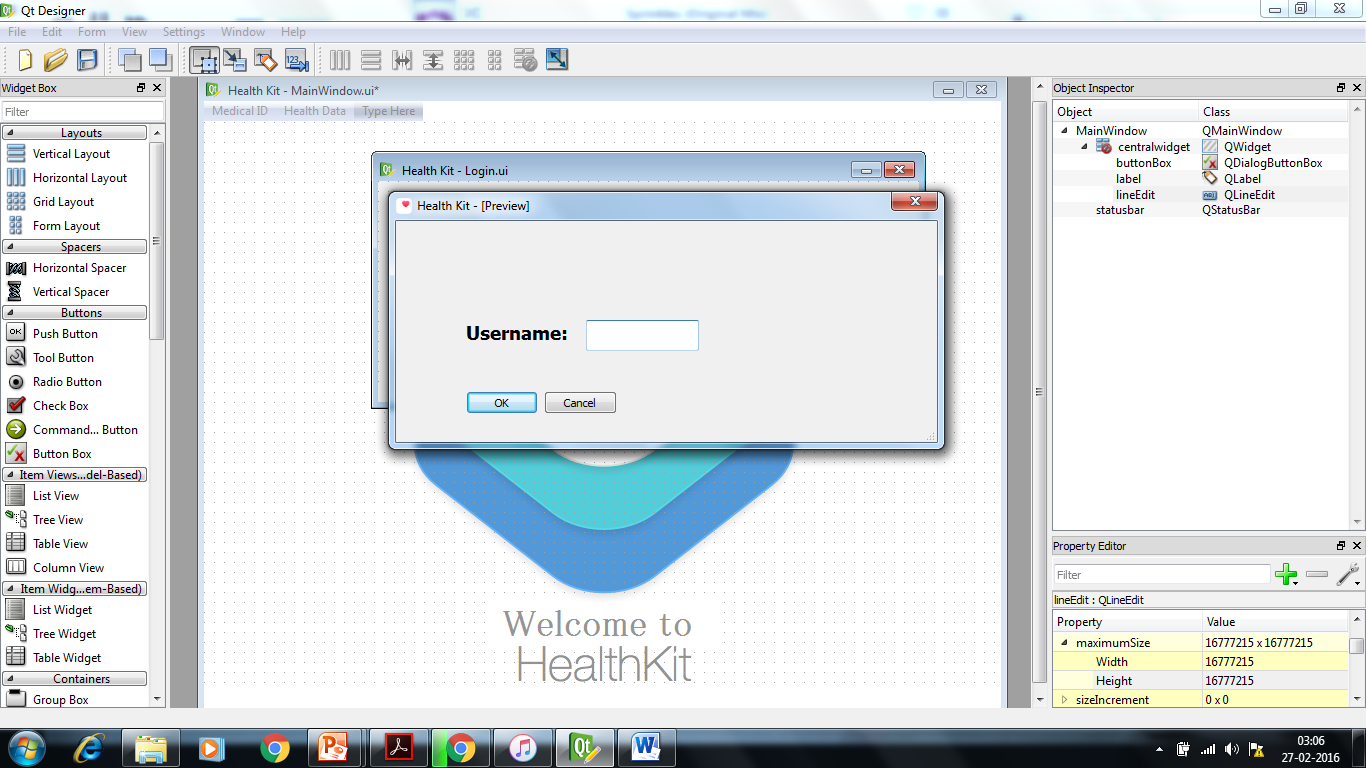 Qt Designer
File Edit Form View Settings Window Help
Widget Box
Filter
Layouts
Vertical Layout
Horizontal Layout
Grid Layout
Form Layout
Spacers
Horizontal Spacer
Vertical Spacer
Buttons
OK Push Button
Tool Button
Radio Button
Check Box
Command... Button
Button Box
Item Views...del-Based)
List View
Tree View
Table View
Column View
Item Widg...em-Based)
List Widget
Tree Widget
Table Widget
Containers
Group Box
Health Kit - MainWindow.ui*
Medical ID Health Data Type Here
Health Kit - Login.ui
Health Kit - [Preview]
Username:
OK Cancel
Welcome to
HealthKit
Object Inspector
Object Class
MainWindow QMainWindow
centralwidget QWidget
buttonBox QDialogButtonBox
label QLabel
lineEdit QLineEdit
statusbar QStatusBar
Property Editor
Filter
lineEdit : QLineEdit
Property Value
maximumSize 16777215 x 16777215
Width 16777215
Height 16777215
sizeIncrement 0 x 0
03:06
27-02-2016